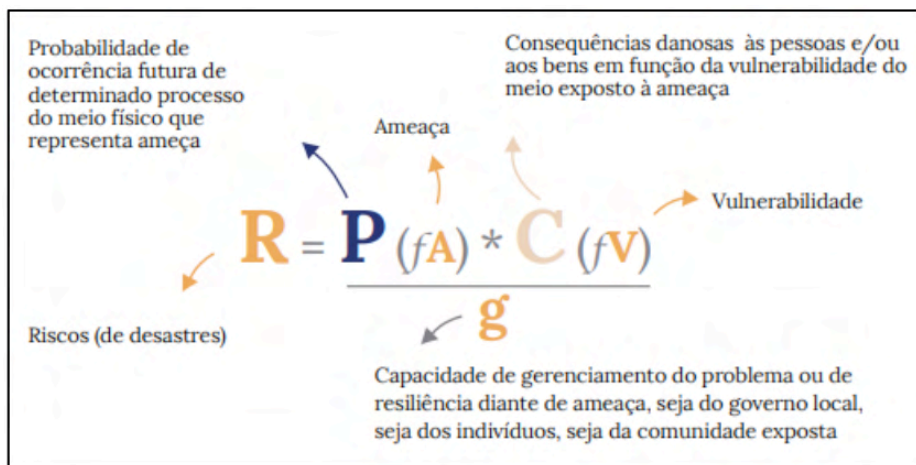 Probabilidade de
ocorrência futura de
determinado processo
do meio físico que
representa ameça
Consequências danosas às pessoas e/ou
aos bens em função da vulnerabilidade do
meio exposto à ameaça
Ameaça
Vulnerabilidade
R = P (fA) * C (fV)
g
Riscos (de desastres)
Capacidade de gerenciamento do problema ou de
resiliência diante de ameaça, seja do governo local,
seja dos indivíduos, seja da comunidade exposta